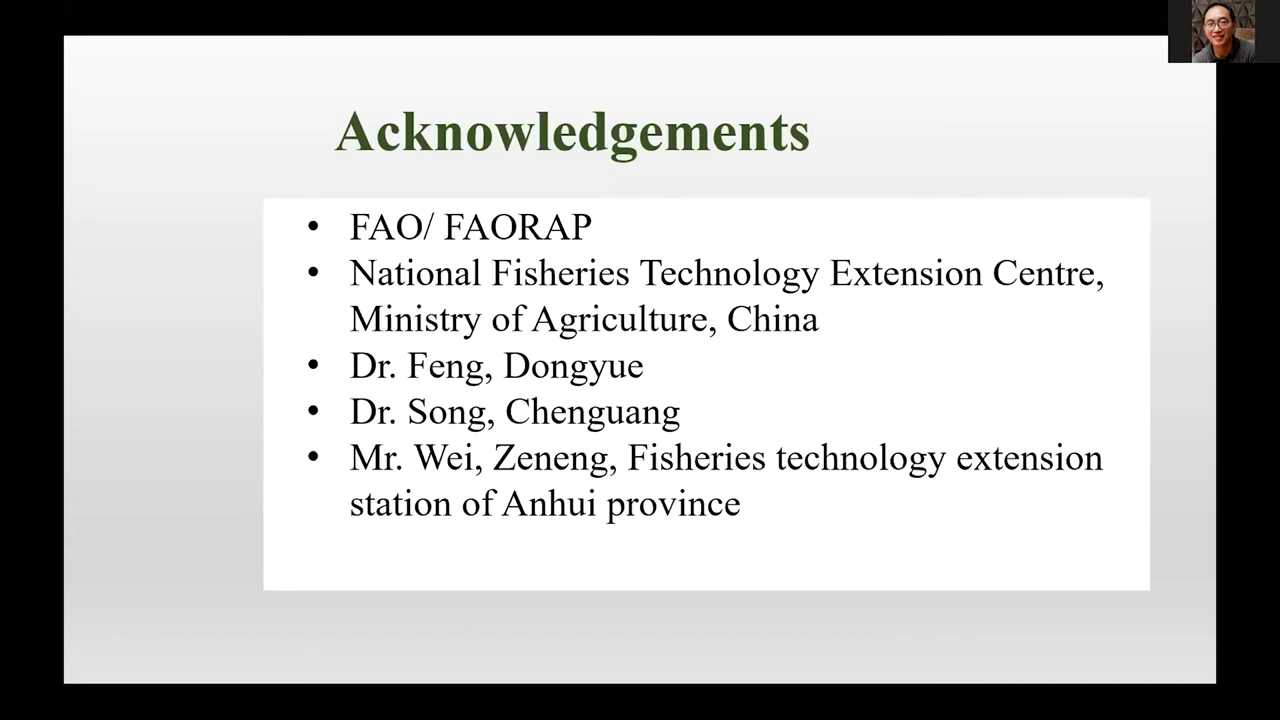 Acknowledgements
• FAO/ FAORAP
• National Fisheries Technology Extension Centre,
Ministry of Agriculture, China
• Dr. Feng, Dongyue
• Dr. Song, Chenguang
• Mr. Wei, Zeneng, Fisheries technology extension
station of Anhui province